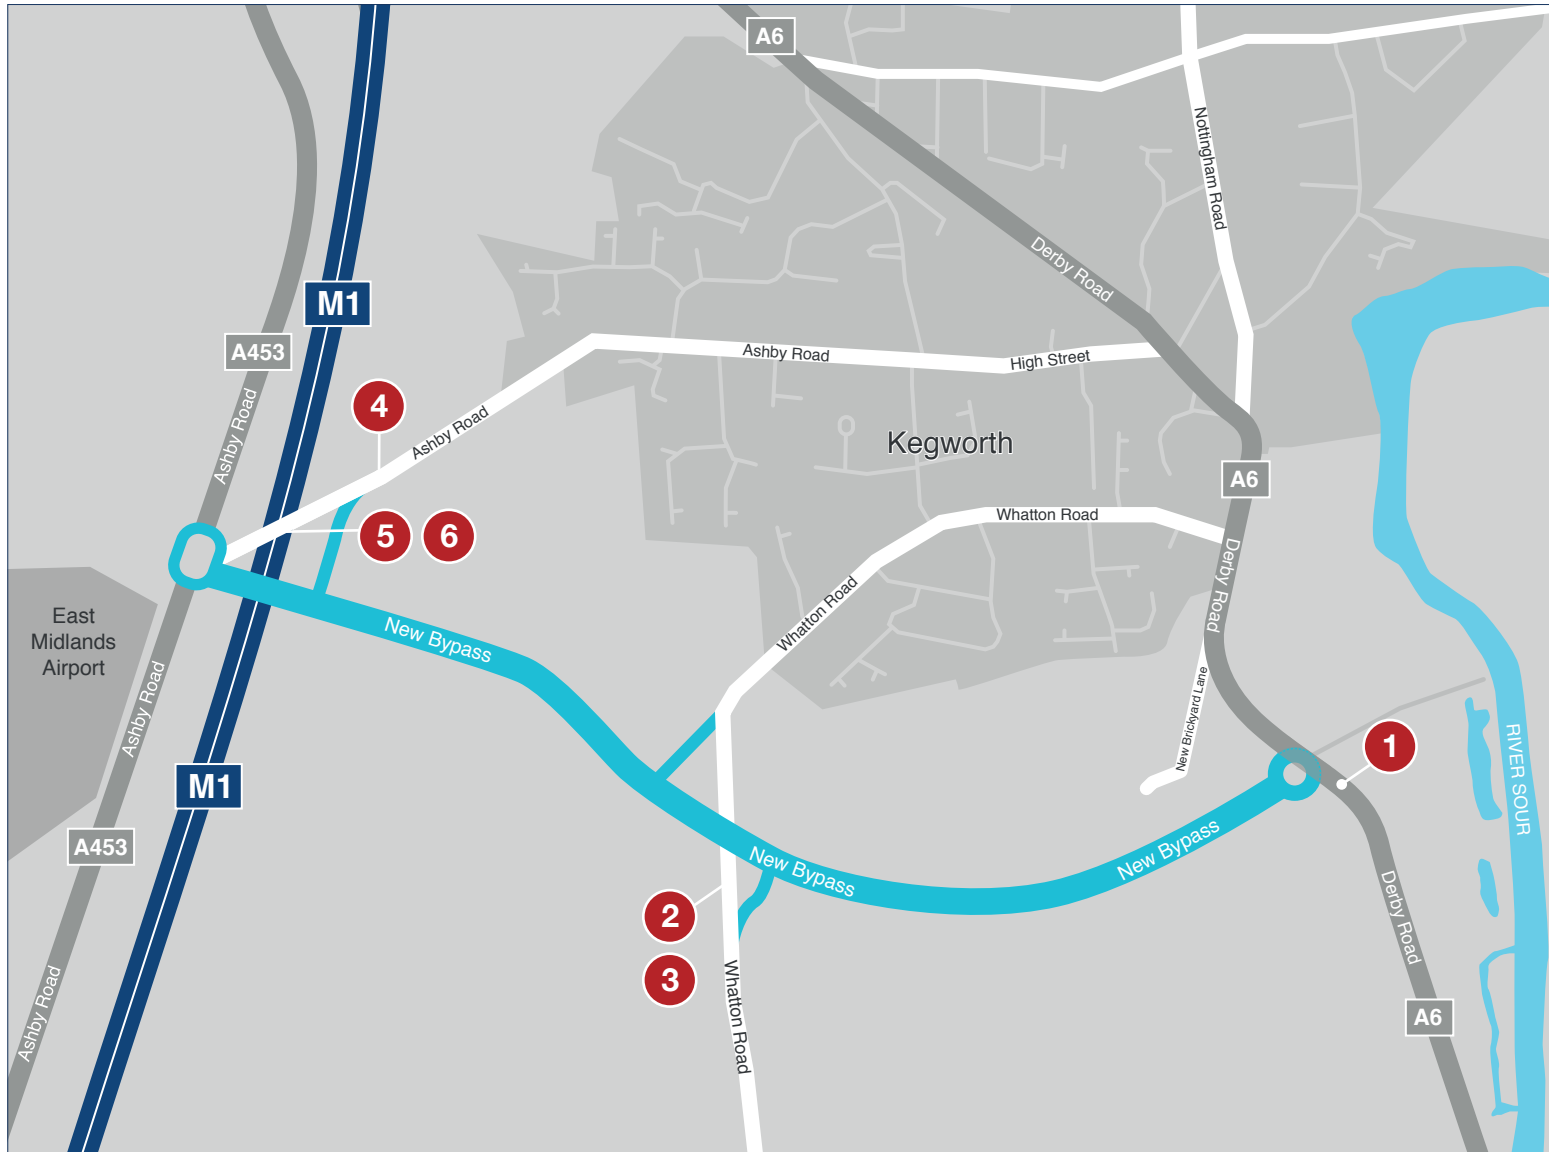 A6
Nottingham Road
Derby Road
M1
A453
Ashby Road
High Street
Ashby Road
4
Ashby Road
Kegworth
A6
5
6
Whatton Road
Derby Road
East
Midlands
Airport
New Bypass
Whatton Road
Ashby Road
New Brickyard Lane
1
RIVER SOUR
M1
A453
New Bypass
New Bypass
2
3
Whatton Road
Derby Road
Ashby Road
A6